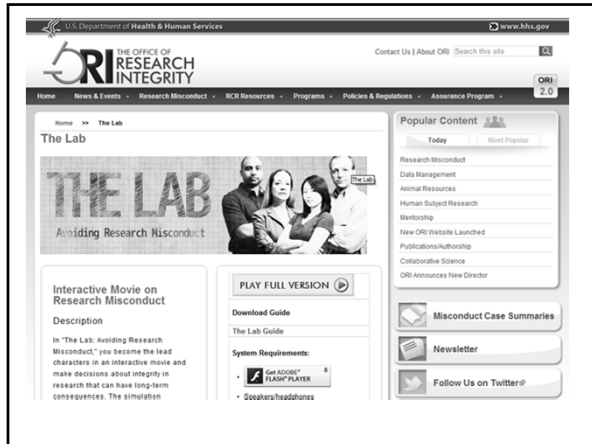 U.S. Department of Health & Human Services
www.hhs.gov
THE OFFICE OF
ORI RESEARCH
INTEGRITY
Contact Us | About ORI Search this site
ORI
2.0
Home News & Events Research Misconduct RCR Resources Programs Policies & Regulations Assurance Program
Home >> The Lab
The Lab
THE LAB
Avoiding Research Misconduct
The Lab
Interactive Movie on
Research Misconduct
Description
In "The Lab: Avoiding Research
Misconduct," you become the lead
characters in an interactive movie and
make decisions about integrity in
research that can have long-term
consequences. The simulation
PLAY FULL VERSION
Download Guide
The Lab Guide
System Requirements:
Get ADOBE®
FLASH® PLAYER
Speakers/headphones
Popular Content
Today Most Popular
Research Misconduct
Data Management
Animal Resources
Human Subject Research
Mentorship
New ORI Website Launched
Publications/Authorship
Collaborative Science
ORI Announces New Director
Misconduct Case Summaries
Newsletter
Follow Us on Twitter